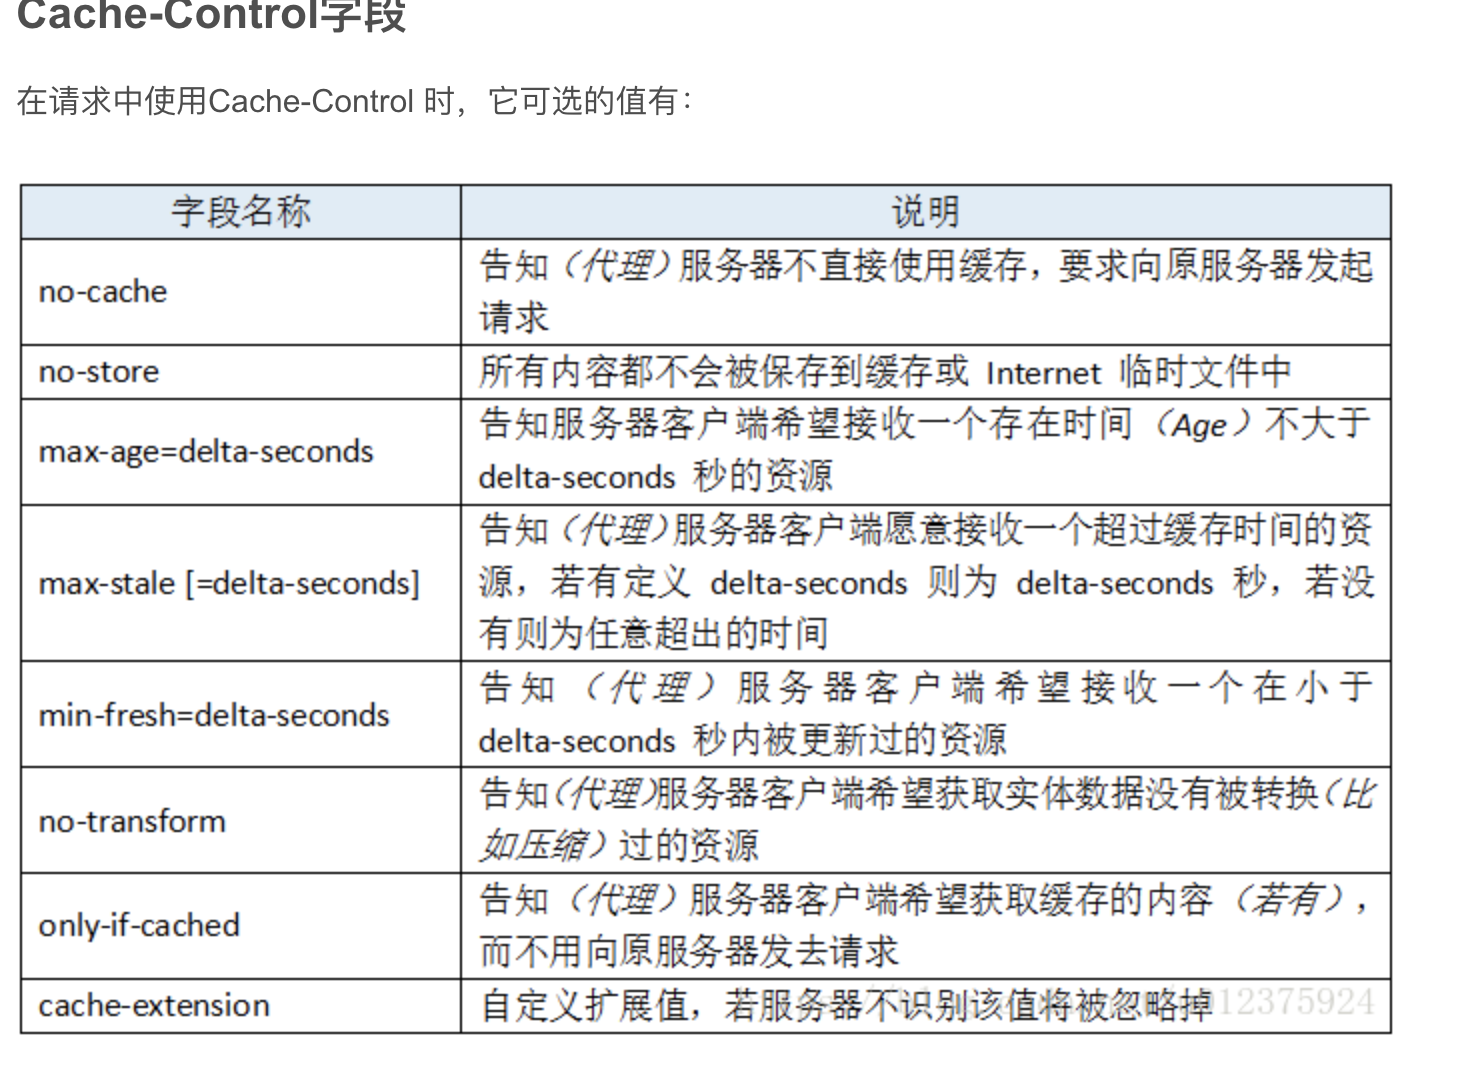 Cache-Control字段
在请求中使用Cache-Control 时，它可选的值有：
字段名称
说明
no-cache
告知（代理）服务器不直接使用缓存，要求向原服务器发起
请求
no-store
所有内容都不会被保存到缓存或 Internet 临时文件中
max-age=delta-seconds
告知服务器客户端希望接收一个存在时间（Age）不大于
delta-seconds 秒的资源
max-stale [=delta-seconds]
告知（代理）服务器客户端愿意接收一个超过缓存时间的资
源，若有定义 delta-seconds 则为 delta-seconds 秒，若没
有则为任意超出的时间
min-fresh=delta-seconds
告知（代理）服务器客户端希望接收一个在小于
delta-seconds 秒内被更新过的资源
no-transform
告知（代理）服务器客户端希望获取实体数据没有被转换（比
如压缩）过的资源
only-if-cached
告知（代理）服务器客户端希望获取缓存的内容（若有），
而不用向原服务器发去请求
cache-extension
自定义扩展值，若服务器不识别该值将被忽略掉
12375924